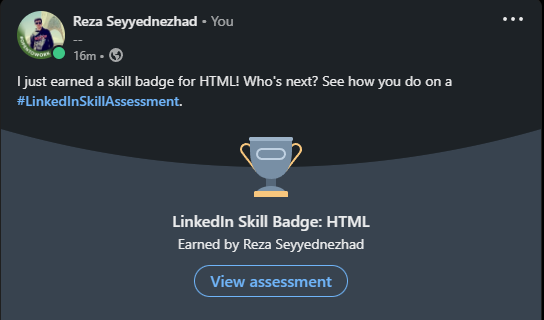 Reza Seyyednezhad • You
--
16m •
I just earned a skill badge for HTML! Who's next? See how you do on a
#LinkedInSkillAssessment.
LinkedIn Skill Badge: HTML
Earned by Reza Seyyednezhad
View assessment